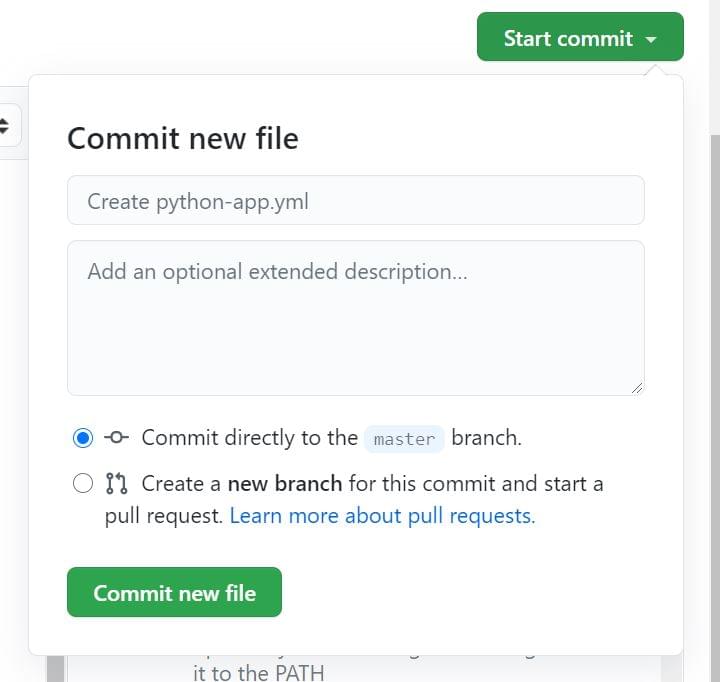 Start commit
Commit new file
Create python-app.yml
Add an optional extended description...
Commit directly to the master branch.
Create a new branch for this commit and start a
pull request. Learn more about pull requests.
Commit new file
it to the PATH